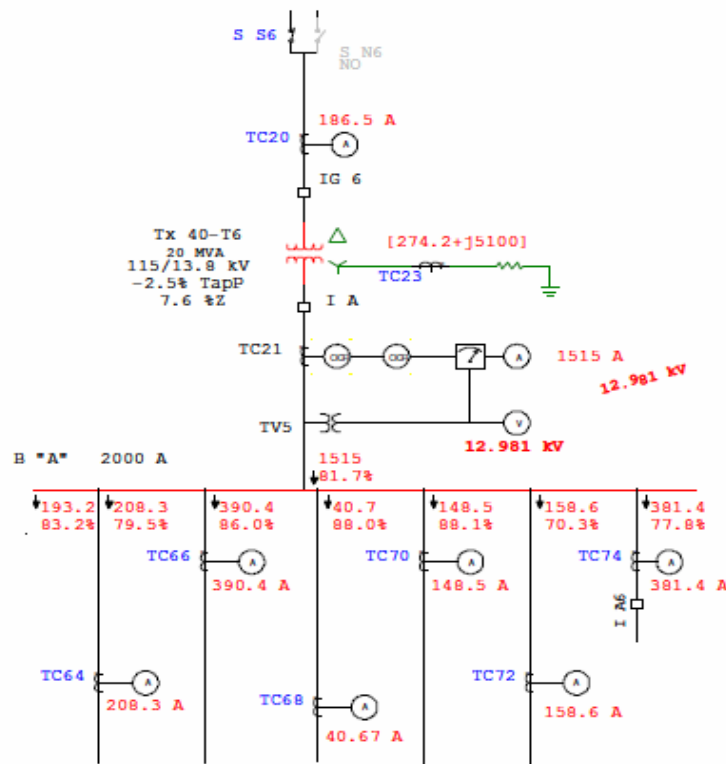 S S6
S N6
NO
186.5 A
TC20
A
IG 6
Tx 40-T6
20 MVA
115/13.8 kV
-2.5% TapP
7.6 %Z
[274.2+j5100]
TC23
I A
TC21
A
1515 A
12.981 kV
TV5
V
12.981 kV
B "A" 2000 A
1515
81.7%
193.2 208.3 390.4 40.7 148.5 158.6 381.4
83.2% 79.5% 86.0% 88.0% 88.1% 70.3% 77.8%
TC66 A TC70 A TC74 A
390.4 A 148.5 A 381.4 A
I A6
TC64 A TC72 A
208.3 A 158.6 A
TC68 A
40.67 A